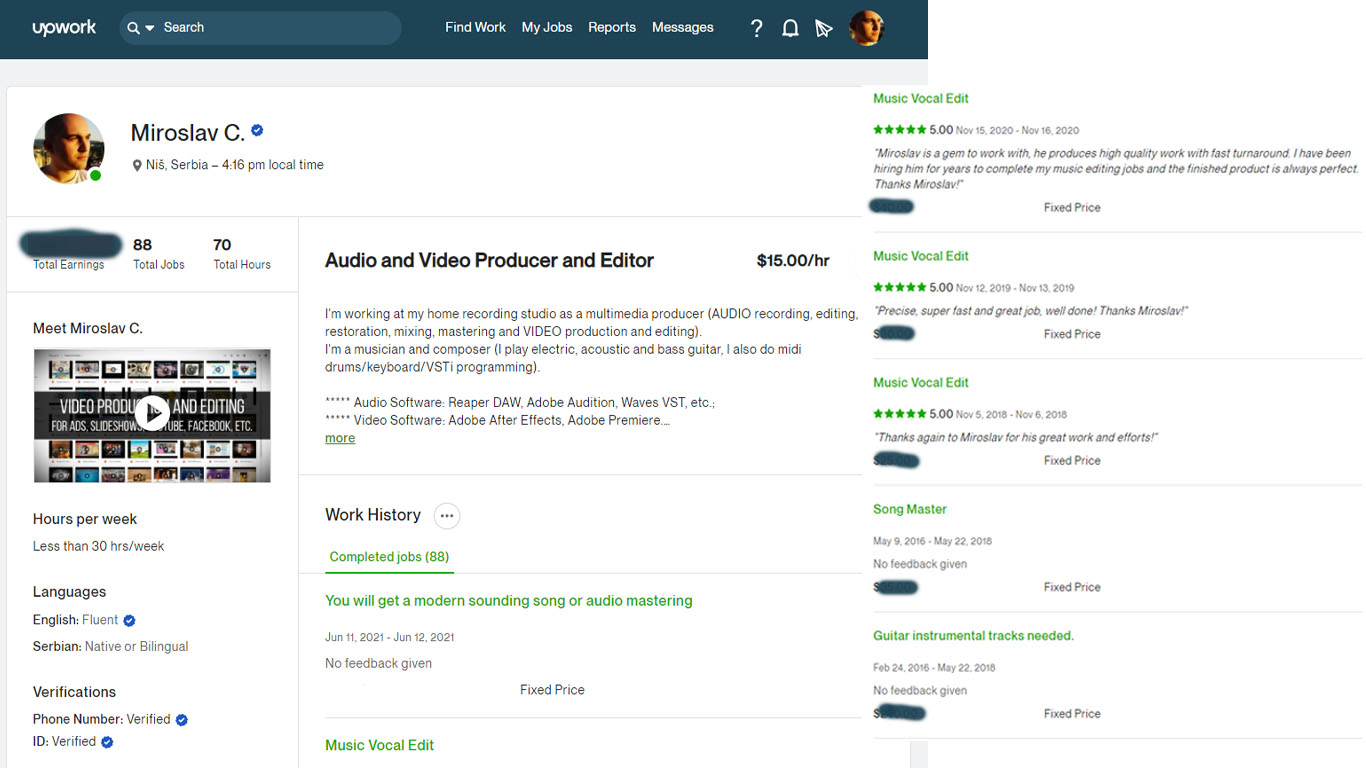 upwork
Search
Find Work
My Jobs
Reports
Messages
?
Miroslav C.
Niš, Serbia – 4:16 pm local time
88
70
Total Earnings
Total Jobs
Total Hours
Meet Miroslav C.
VIDEO PRODUCTION AND EDITING
FOR ADS, SLIDESHOWS, YOUTUBE, FACEBOOK, ETC.
Hours per week
Less than 30 hrs/week
Languages
English: Fluent
Serbian: Native or Bilingual
Verifications
Phone Number: Verified
ID: Verified
Audio and Video Producer and Editor
$15.00/hr
I'm working at my home recording studio as a multimedia producer (AUDIO recording, editing,
restoration, mixing, mastering and VIDEO production and editing).
I'm a musician and composer (I play electric, acoustic and bass guitar, I also do midi
drums/keyboard/VSTi programming).
***** Audio Software: Reaper DAW, Adobe Audition, Waves VST, etc.;
***** Video Software: Adobe After Effects, Adobe Premiere...
more
Work History
Completed jobs (88)
You will get a modern sounding song or audio mastering
Jun 11, 2021 - Jun 12, 2021
No feedback given
Fixed Price
Music Vocal Edit
Music Vocal Edit
5.00 Nov 15, 2020 - Nov 16, 2020
"Miroslav is a gem to work with, he produces high quality work with fast turnaround. I have been
hiring him for years to complete my music editing jobs and the finished product is always perfect.
Thanks Miroslav!"
Fixed Price
Music Vocal Edit
5.00 Nov 12, 2019 - Nov 13, 2019
"Precise, super fast and great job, well done! Thanks Miroslav!"
$
Fixed Price
Music Vocal Edit
5.00 Nov 5, 2018 - Nov 6, 2018
"Thanks again to Miroslav for his great work and efforts!"
Fixed Price
Song Master
May 9, 2016 - May 22, 2018
No feedback given
$
Fixed Price
Guitar instrumental tracks needed.
Feb 24, 2016 - May 22, 2018
No feedback given
$
Fixed Price